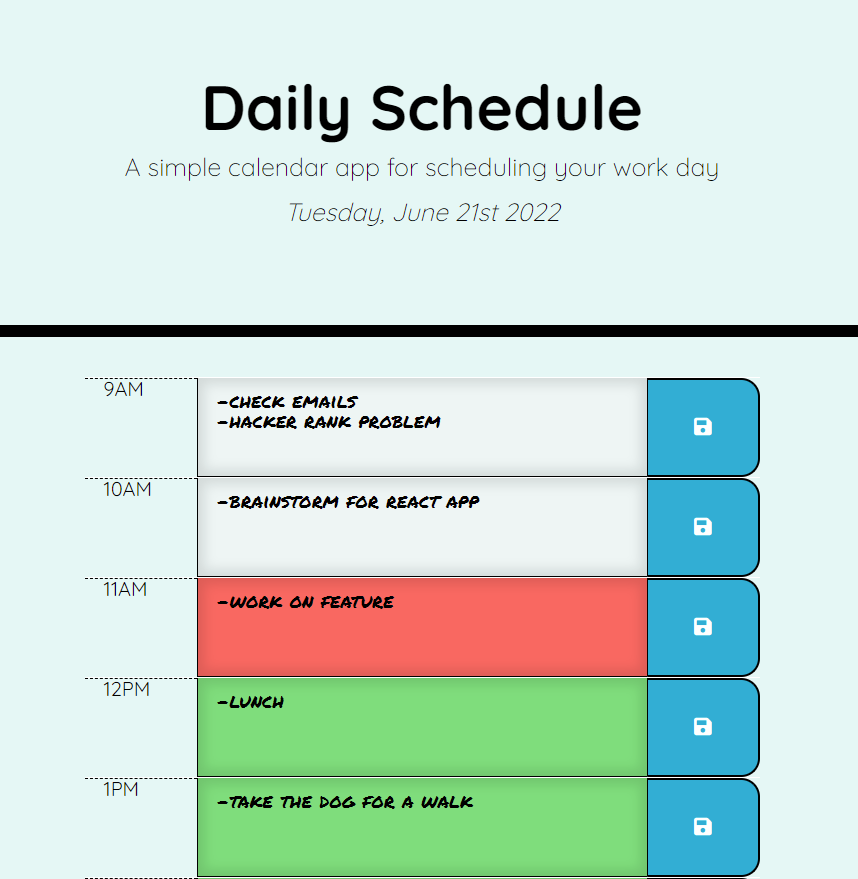 Daily Schedule
A simple calendar app for scheduling your work day
Tuesday, June 21st 2022
9AM
-CHECK EMAILS
-HACKER RANK PROBLEM
10AM
-BRAINSTORM FOR REACT APP
11AM
-WORK ON FEATURE
12PM
-LUNCH
1PM
-TAKE THE DOG FOR A WALK